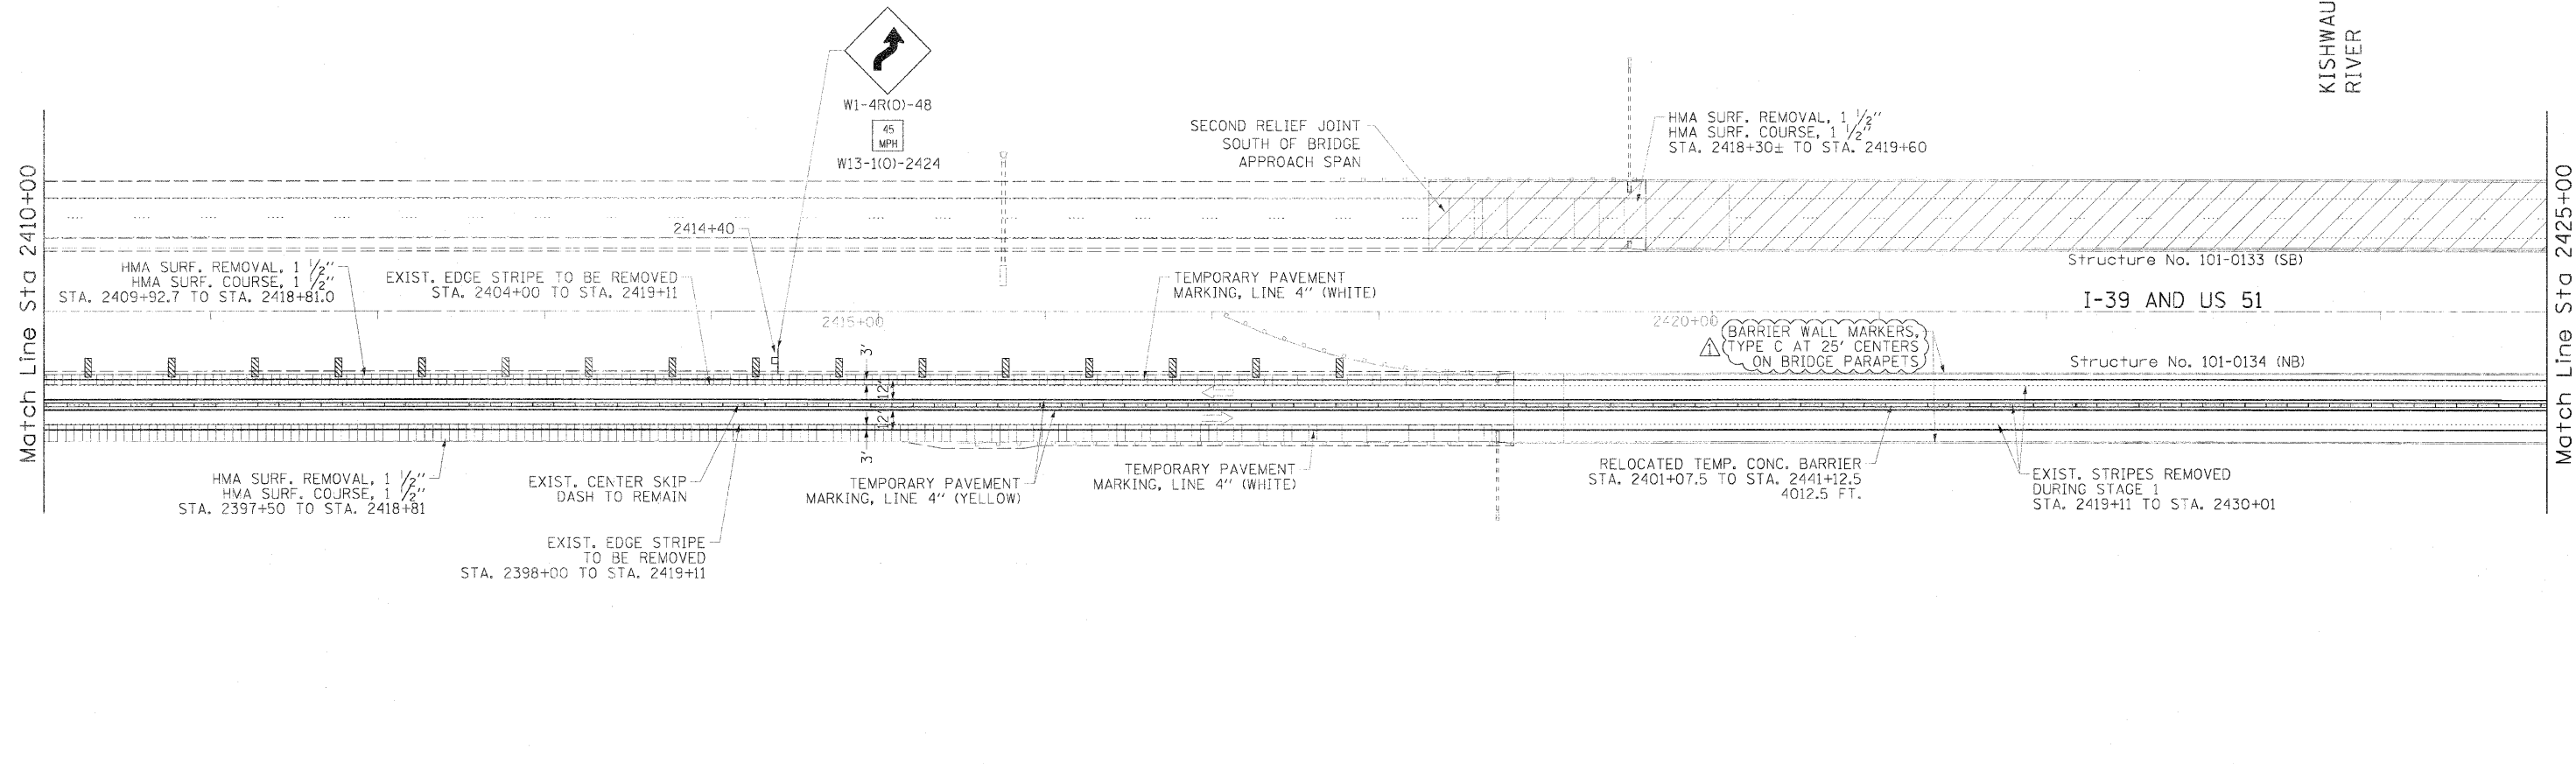 KISHWAU
RIVER
W1-4R(O)-48
45
MPH
W13-1(O)-2424
SECOND RELIEF JOINT
SOUTH OF BRIDGE
APPROACH SPAN
HMA SURF. REMOVAL, 1 1/2"
HMA SURF. COURSE, 1 1/2"
STA. 2418+30± TO STA. 2419+60
Match Line Sta 2410+00
Match Line Sta 2425+00
2414+40
HMA SURF. REMOVAL, 1 1/2"
HMA SURF. COURSE, 1 1/2"
STA. 2409+92.7 TO STA. 2418+81.0
EXIST. EDGE STRIPE TO BE REMOVED
STA. 2404+00 TO STA. 2419+11
TEMPORARY PAVEMENT
MARKING, LINE 4" (WHITE)
Structure No. 101-0133 (SB)
I-39 AND US 51
2415+00
2420+00
BARRIER WALL MARKERS,
TYPE C AT 25' CENTERS
ON BRIDGE PARAPETS
1
Structure No. 101-0134 (NB)
3'
12'
12'
3'
HMA SURF. REMOVAL, 1 1/2"
HMA SURF. COURSE, 1 1/2"
STA. 2397+50 TO STA. 2418+81
EXIST. CENTER SKIP
DASH TO REMAIN
TEMPORARY PAVEMENT
MARKING, LINE 4" (YELLOW)
TEMPORARY PAVEMENT
MARKING, LINE 4" (WHITE)
RELOCATED TEMP. CONC. BARRIER
STA. 2401+07.5 TO STA. 2441+12.5
4012.5 FT.
EXIST. STRIPES REMOVED
DURING STAGE 1
STA. 2419+11 TO STA. 2430+01
EXIST. EDGE STRIPE
TO BE REMOVED
STA. 2398+00 TO STA. 2419+11